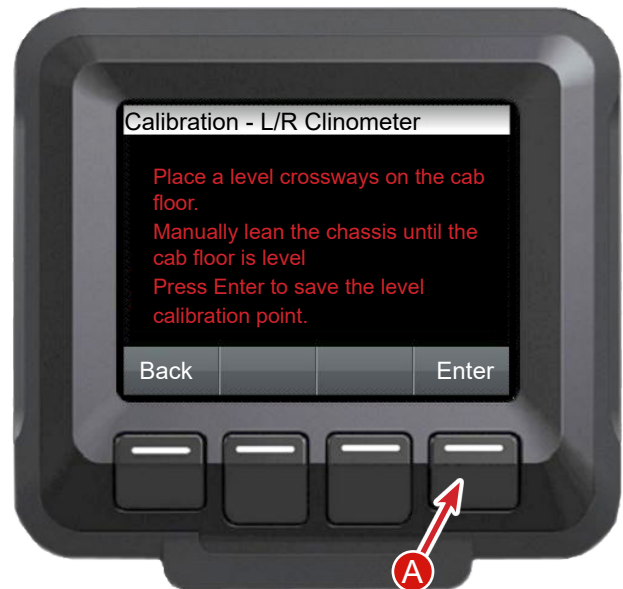 Calibration - L/R Clinometer
Place a level crossways on the cab
floor.
Manually lean the chassis until the
cab floor is level
Press Enter to save the level
calibration point.
Back Enter
A